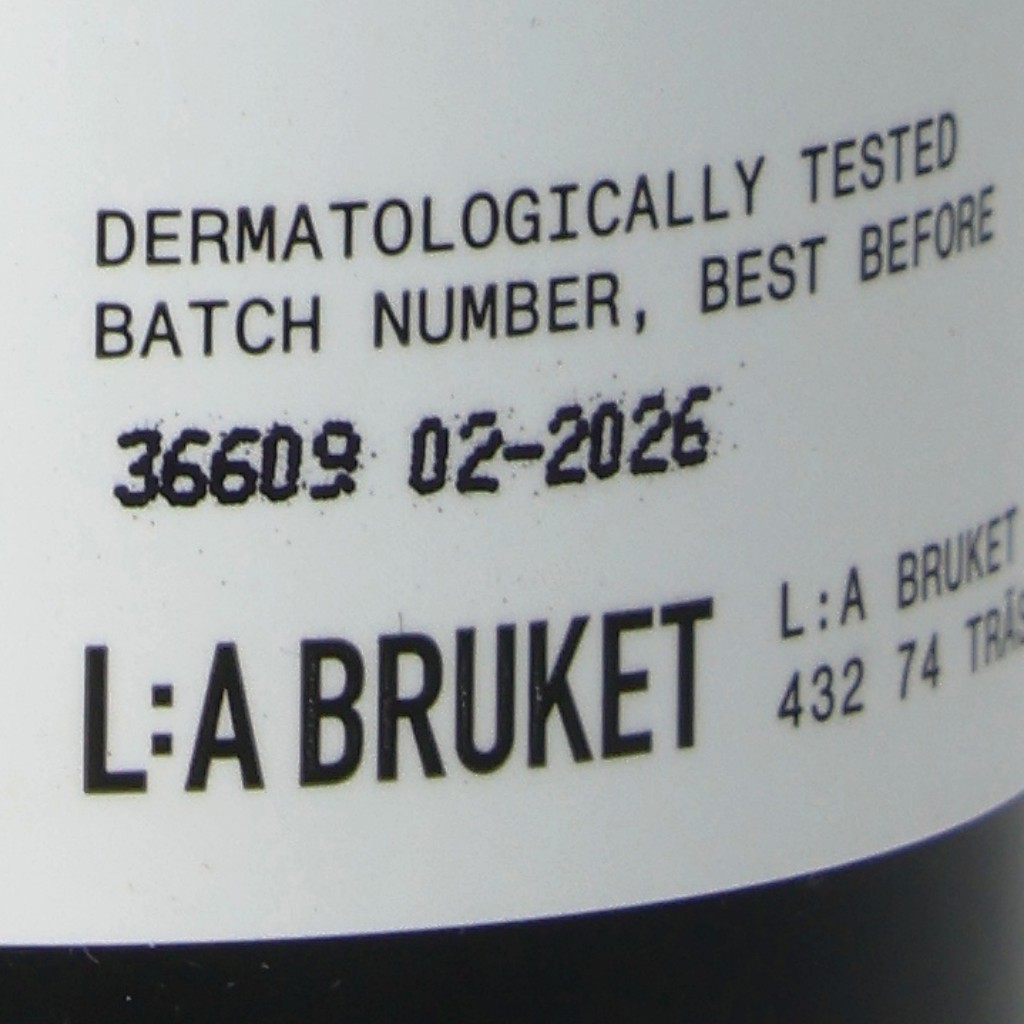 DERMATOLOGICALLY TESTED
BATCH NUMBER, BEST BEFORE
36609 02-2026
L:A BRUKET
L:A BRUKET
432 74